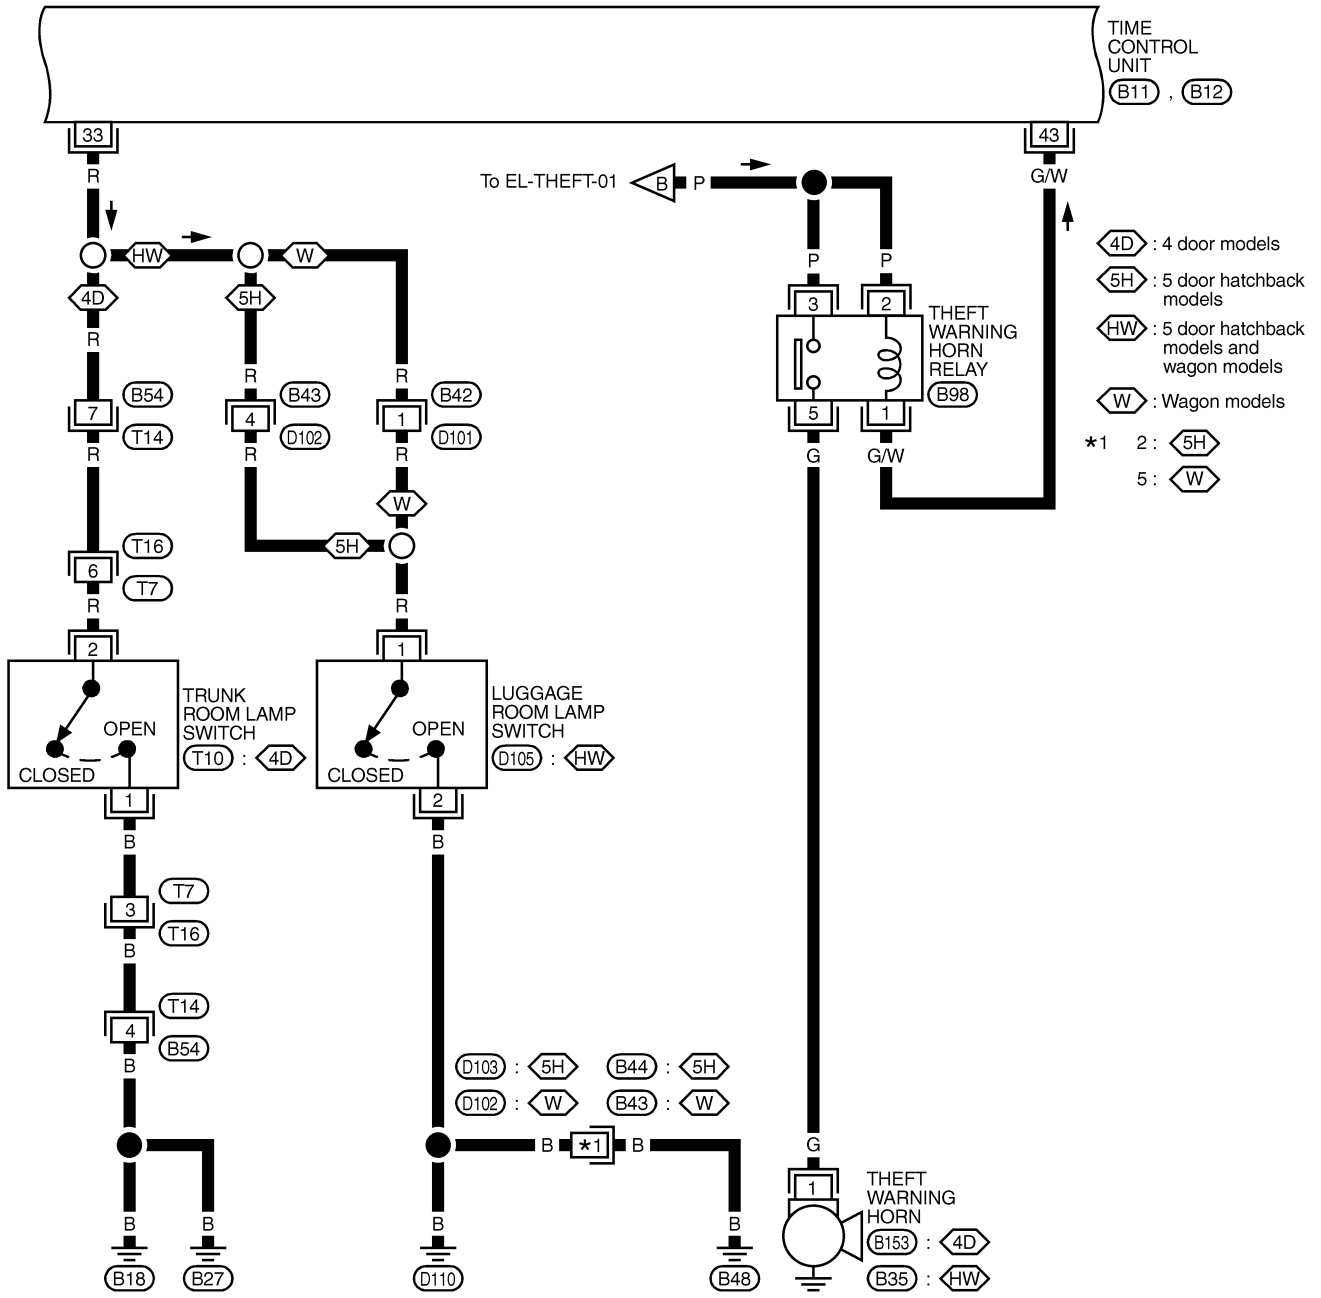 TIME
CONTROL
UNIT
B11 , B12
33
43
R
G/W
To EL-THEFT-01 B P
HW W
4D 5H
P P
R
4D : 4 door models
5H : 5 door hatchback
models
HW : 5 door hatchback
models and
wagon models
W : Wagon models
*1 2 : 5H
5 : W
3 2
THEFT
WARNING
HORN
RELAY
B98
5 1
G G/W
R R
B54 B43 B42
7 4 1
T14 D102 D101
R R R
W
5H
T16
6
T7
R R
2 1
TRUNK
ROOM LAMP
SWITCH
T10 : 4D
OPEN
CLOSED
LUGGAGE
ROOM LAMP
SWITCH
D105 : HW
OPEN
CLOSED
1 2
B B
T7
3
T16
B
T14
4
B54
B
D103 : 5H B44 : 5H
D102 : W B43 : W
B *1 B
G
1
THEFT
WARNING
HORN
B153 : 4D
B35 : HW
B B B B
B18 B27 D110 B48